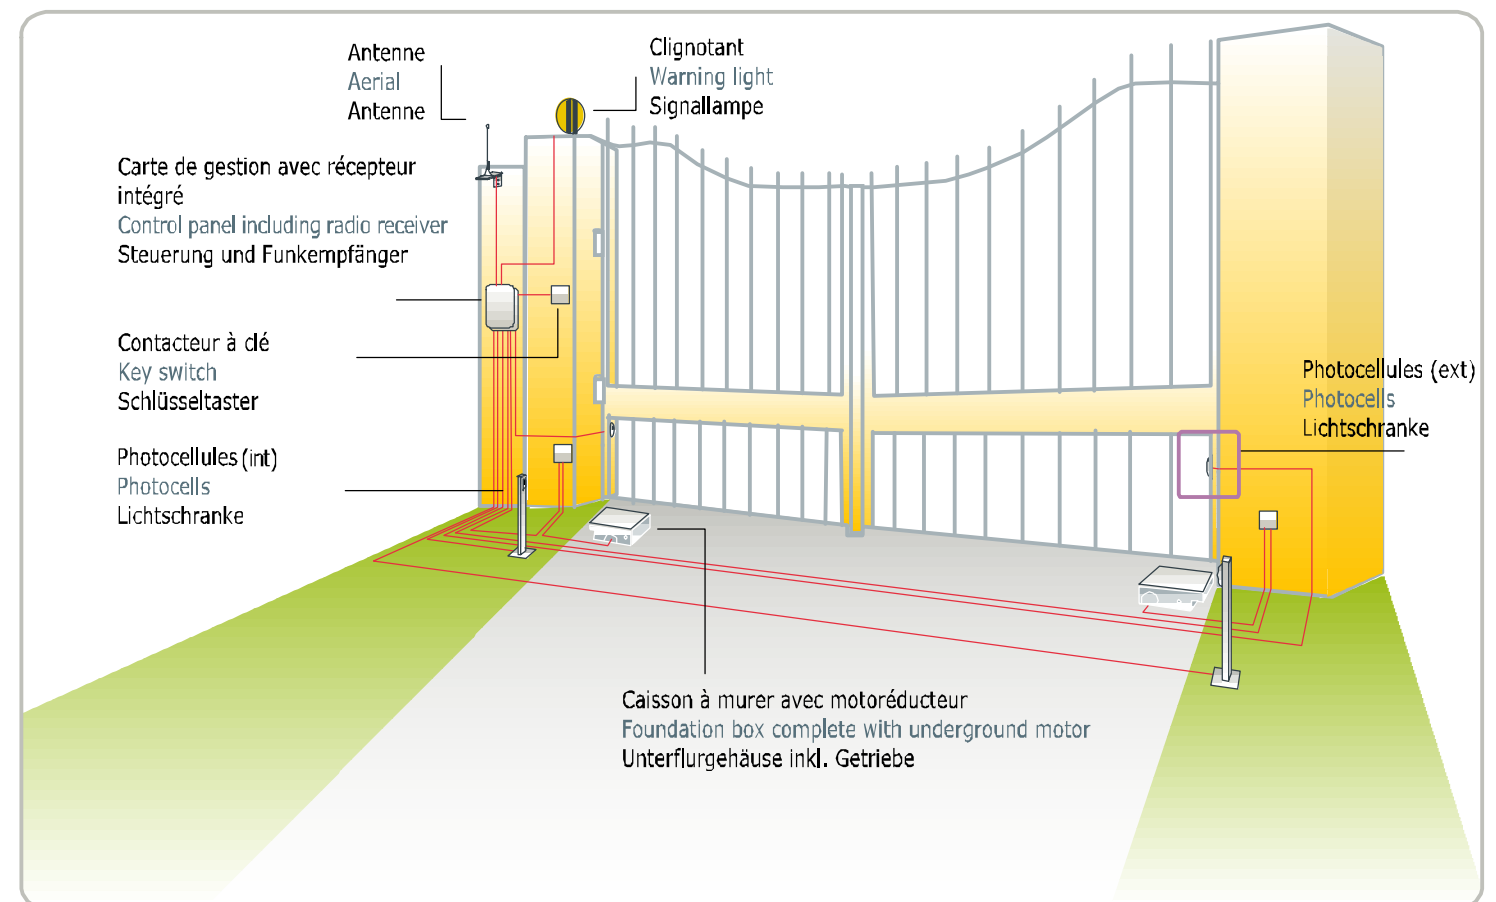 Antenne
Aerial
Antenne
Clignotant
Warning light
Signallampe
Carte de gestion avec récepteur
intégré
Control panel including radio receiver
Steuerung und Funkempfänger
Contacteur à clé
Key switch
Schlüsseltaster
Photocellules (int)
Photocells
Lichtschranke
Photocellules (ext)
Photocells
Lichtschranke
Caisson à murer avec motoréducteur
Foundation box complete with underground motor
Unterflurgehäuse inkl. Getriebe